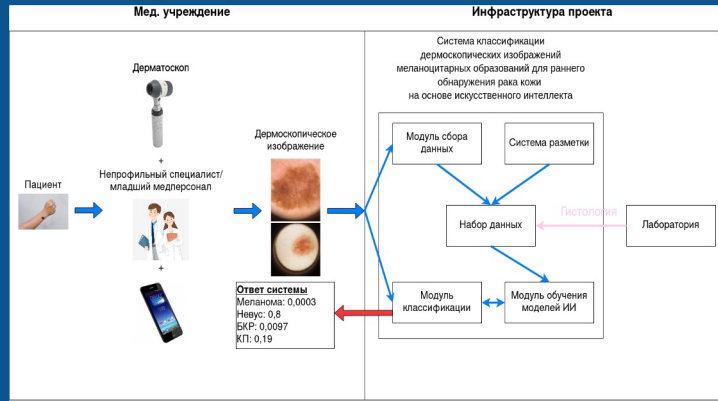 Мед. учреждение
Инфраструктура проекта
Система классификации
дермоскопических изображений
меланоцитарных образований для раннего
обнаружения рака кожи
на основе искусственного интеллекта
Дерматоскоп
+
Непрофильный специалист/
младший медперсонал
+
Пациент
Дермоскопическое
изображение
Модуль сбора
данных
Система разметки
Набор данных
Гистология
Лаборатория
Модуль
классификации
Модуль обучения
моделей ИИ
Ответ системы
Меланома: 0,0003
Невус: 0,8
БКР: 0,0097
КП: 0,19